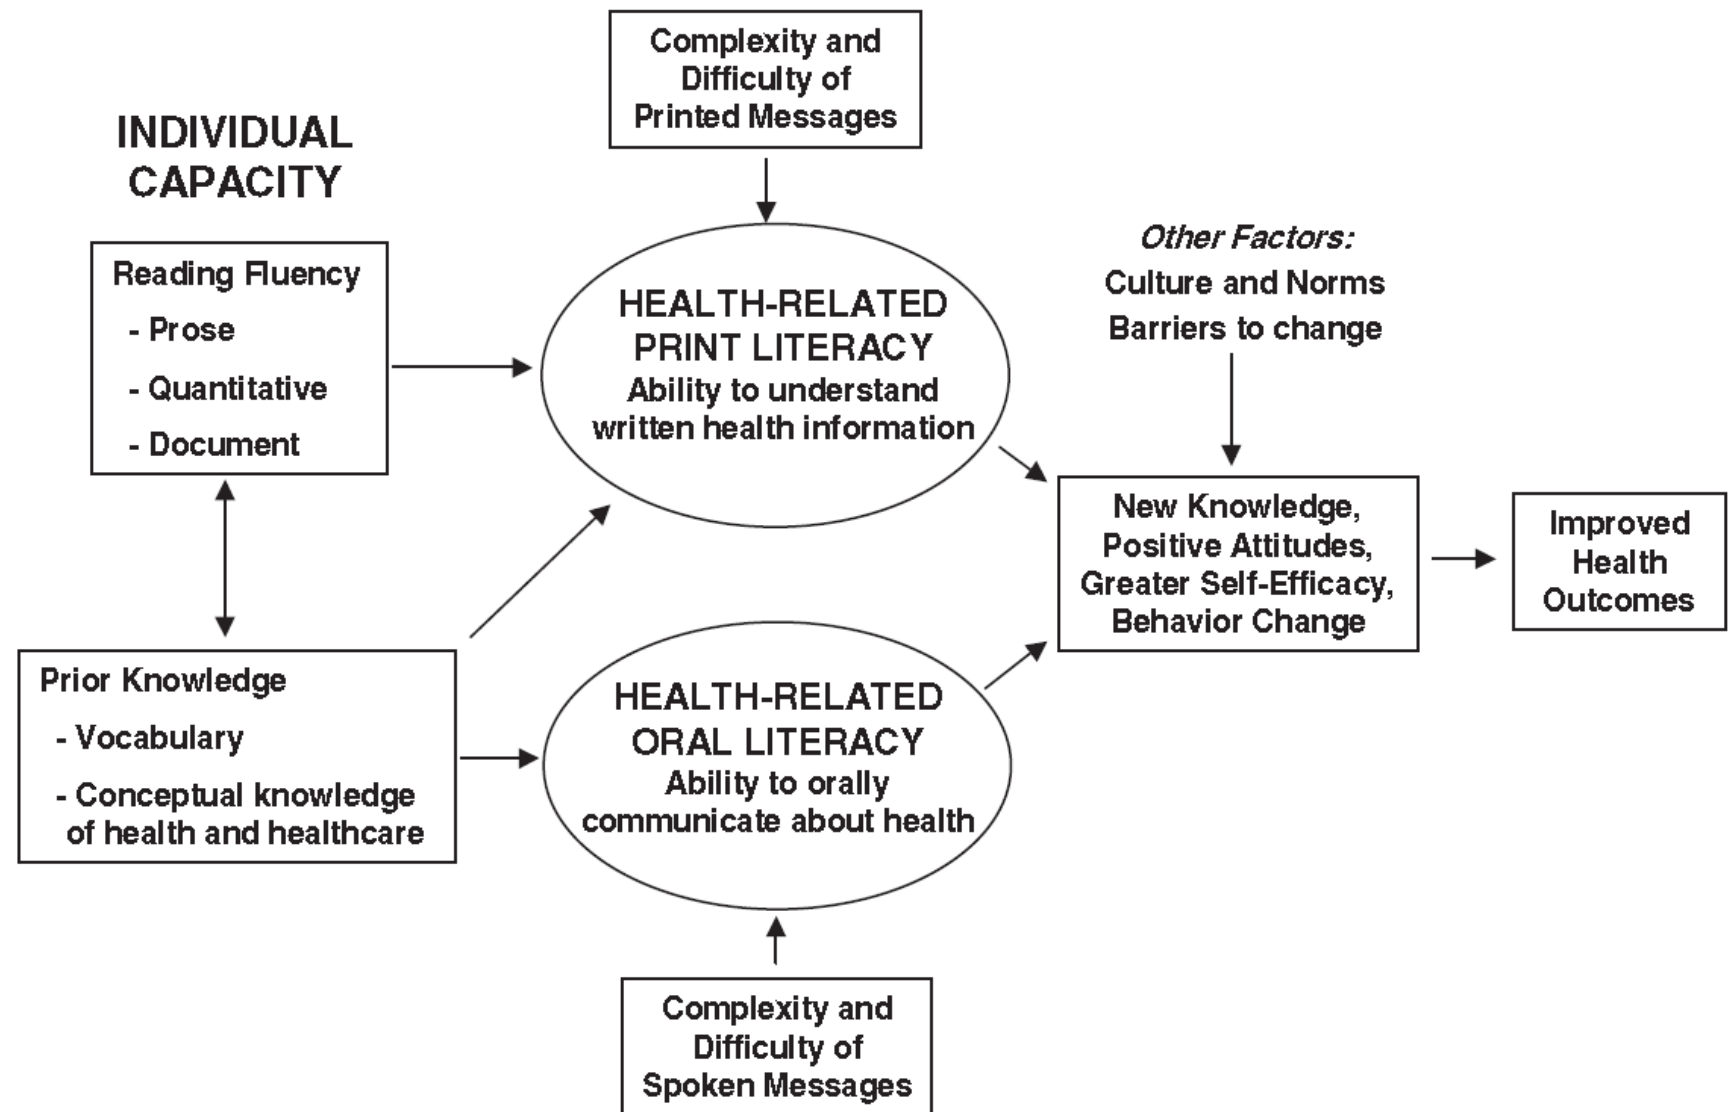 Complexity and
Difficulty of
Printed Messages
INDIVIDUAL
CAPACITY
Reading Fluency
- Prose
- Quantitative
- Document
HEALTH-RELATED
PRINT LITERACY
Ability to understand
written health information
Other Factors:
Culture and Norms
Barriers to change
New Knowledge,
Positive Attitudes,
Greater Self-Efficacy,
Behavior Change
Improved
Health
Outcomes
Prior Knowledge
- Vocabulary
- Conceptual knowledge
of health and healthcare
HEALTH-RELATED
ORAL LITERACY
Ability to orally
communicate about health
Complexity and
Difficulty of
Spoken Messages